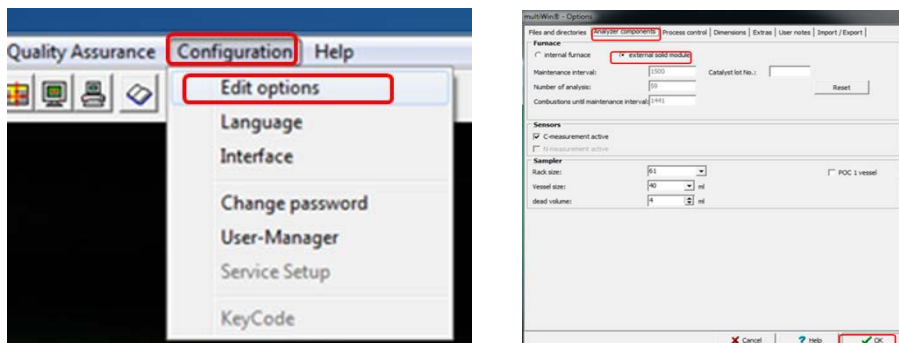 Quality Assurance Configuration Help
Edit options
Language
Interface
Change password
User-Manager
Service Setup
KeyCode
multiWin® - Options
Files and directories Analyzer components Process control Dimensions Extras User notes Import / Export
Furnace
internal furnace external solid module
Maintenance interval: 1500 Catalyst lot No.:
Number of analysis: 59 Reset
Combustions until maintenance interval: 1441
Sensors
C-measurement active
N-measurement active
Sampler
Rack size: 61 POC 1 vessel
Vessel size: 40 ml
dead volume: 4 ml
Cancel ? Help OK